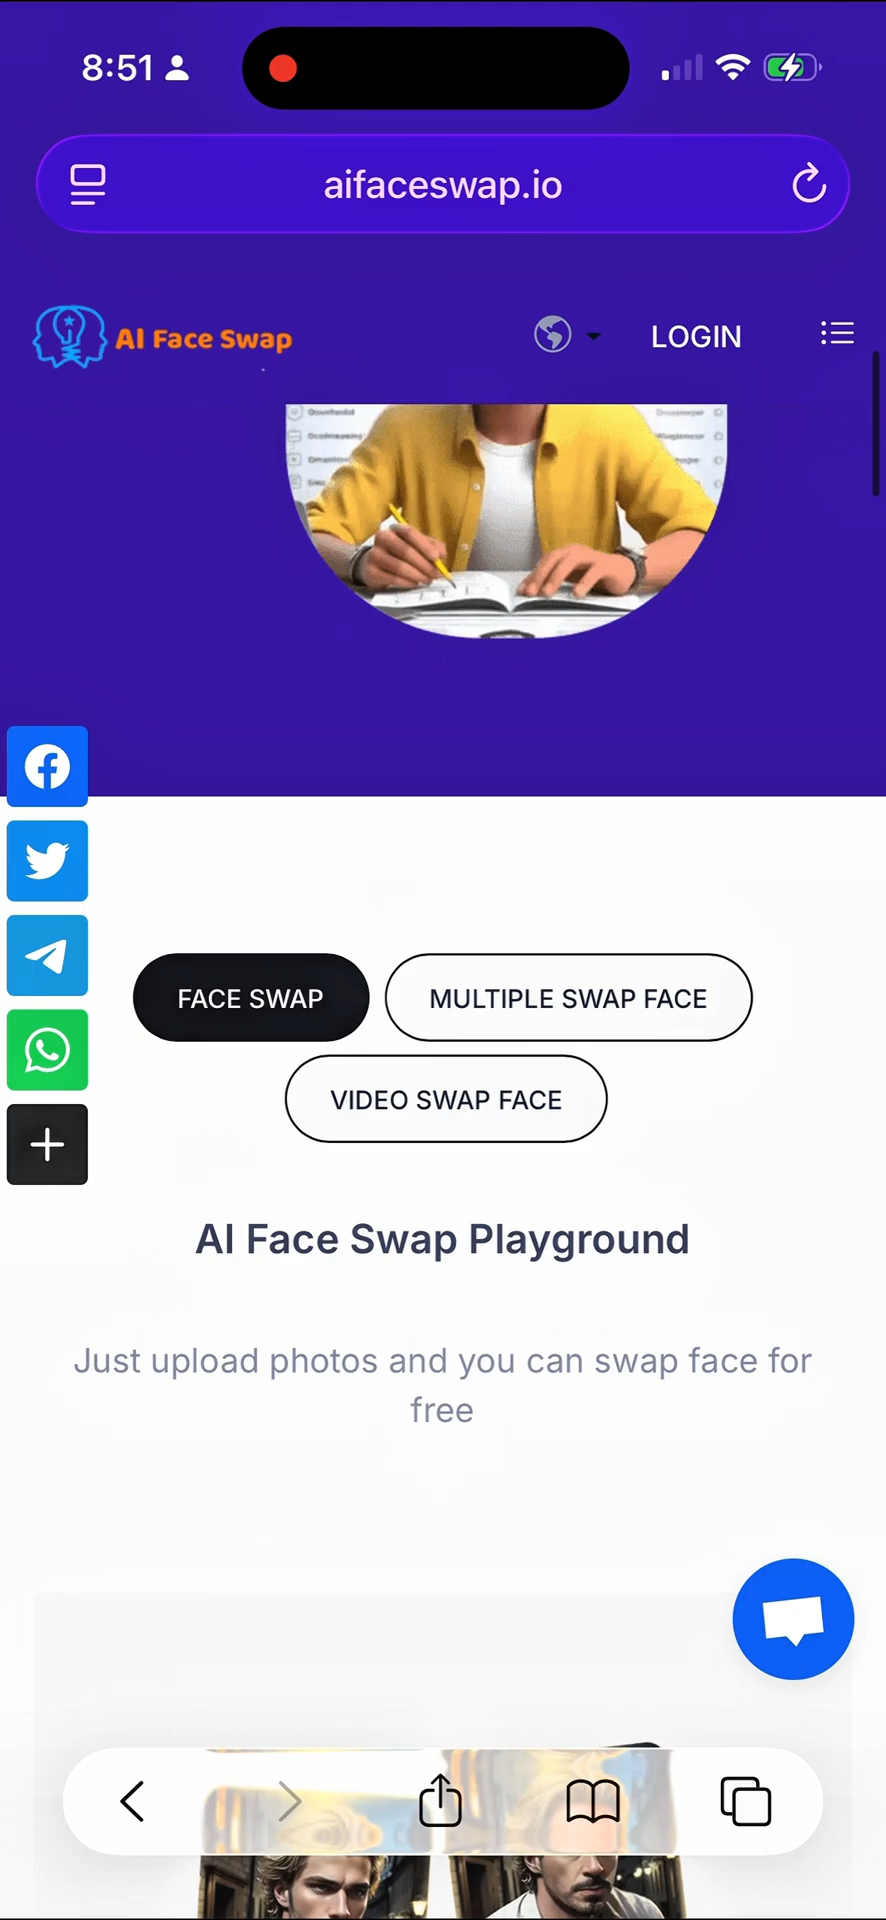 8:51
aifaceswap.io
AI Face Swap
LOGIN
FACE SWAP
MULTIPLE SWAP FACE
VIDEO SWAP FACE
AI Face Swap Playground
Just upload photos and you can swap face for
free